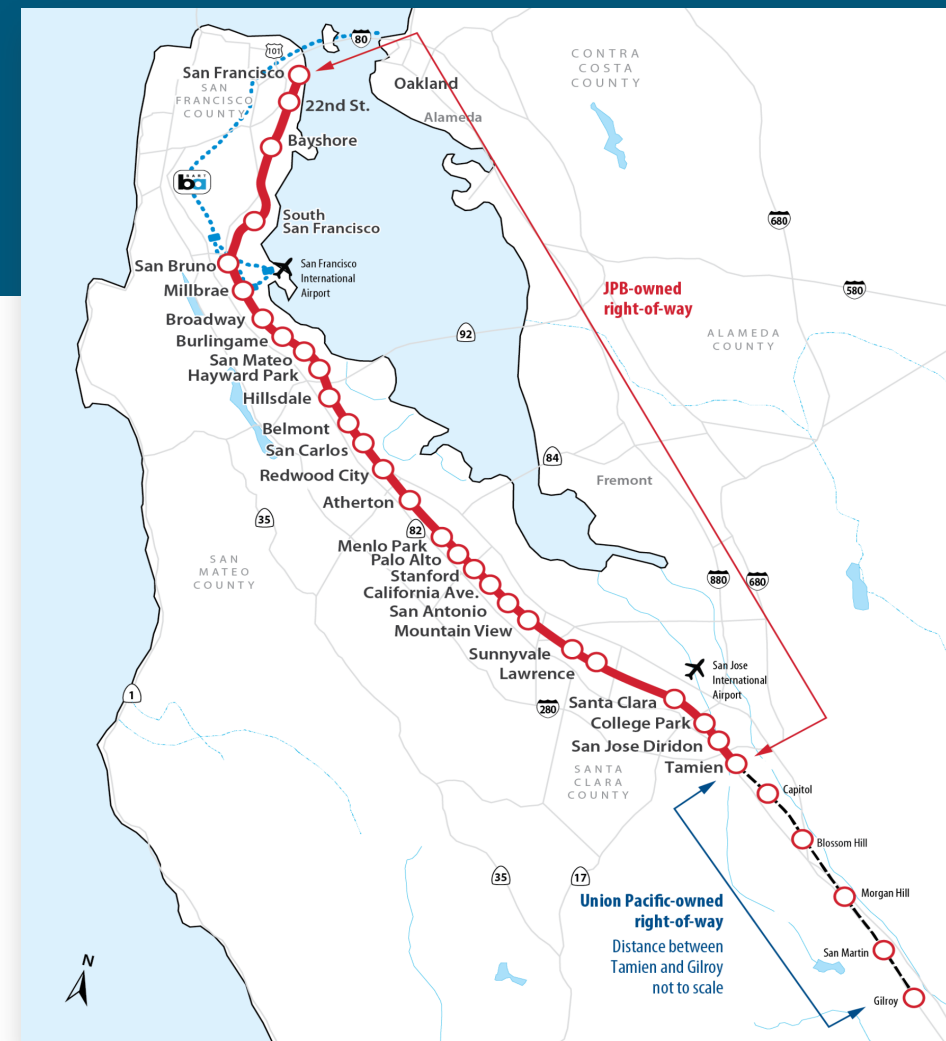 80
101
CONTRA
COSTA
COUNTY
San Francisco
SAN
FRANCISCO
COUNTY
Oakland
22nd St.
Alameda
Bayshore
BART
ba
680
South
San Francisco
San Bruno
San Francisco
International
Airport
Millbrae
JPB-owned
right-of-way
580
Broadway
92
ALAMEDA
COUNTY
Burlingame
San Mateo
Hayward Park
Hillsdale
Belmont
San Carlos
84
Redwood City
Fremont
Atherton
35
82
Menlo Park
Palo Alto
SAN
MATEO
COUNTY
Stanford
880
680
California Ave.
San Antonio
Mountain View
Sunnyvale
Lawrence
San Jose
International
Airport
1
280
Santa Clara
College Park
San Jose Diridon
Tamien
SANTA
CLARA
COUNTY
Capitol
Blossom Hill
35
17
Morgan Hill
Union Pacific-owned
right-of-way
Distance between
Tamien and Gilroy
not to scale
San Martin
N
Gilroy